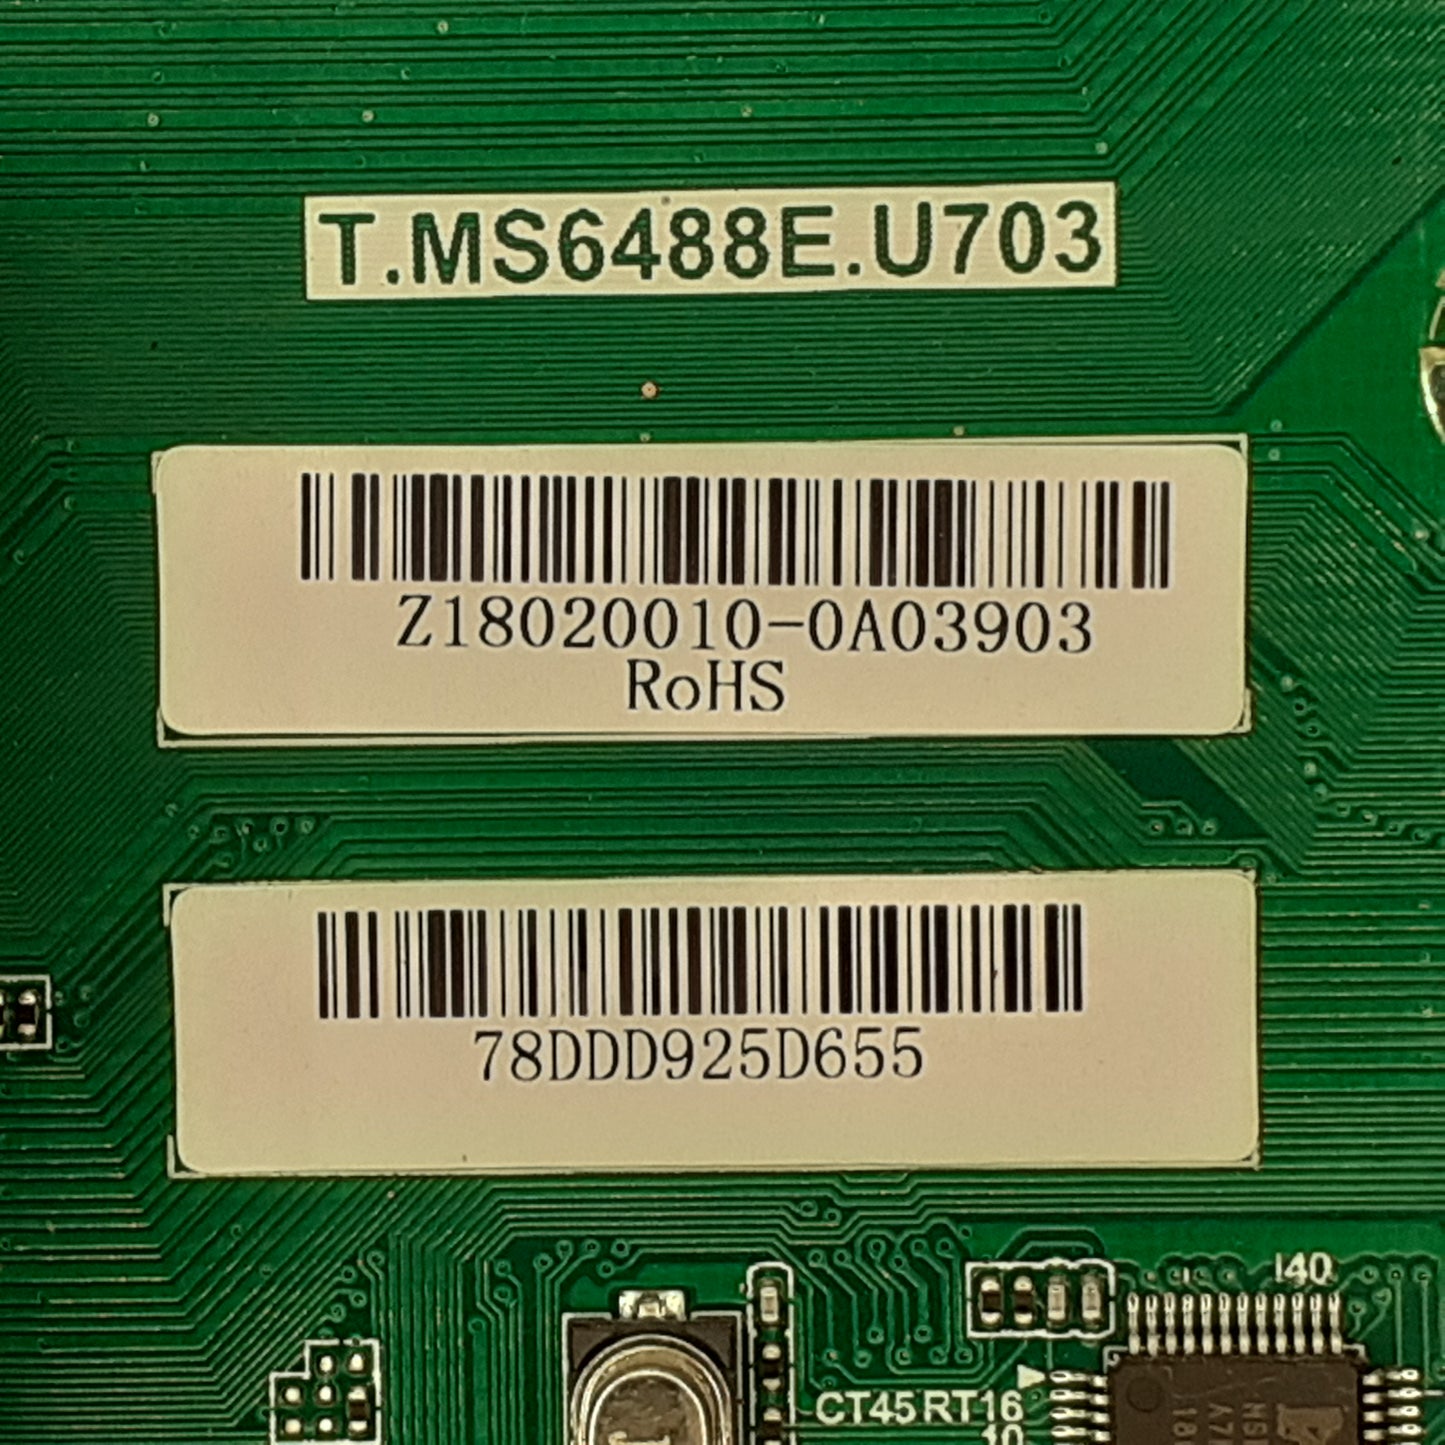 T.MS6488E.U703
Z18020010-0A03903
RoHS
78DDD925D655
I40
CT45 RT16
10